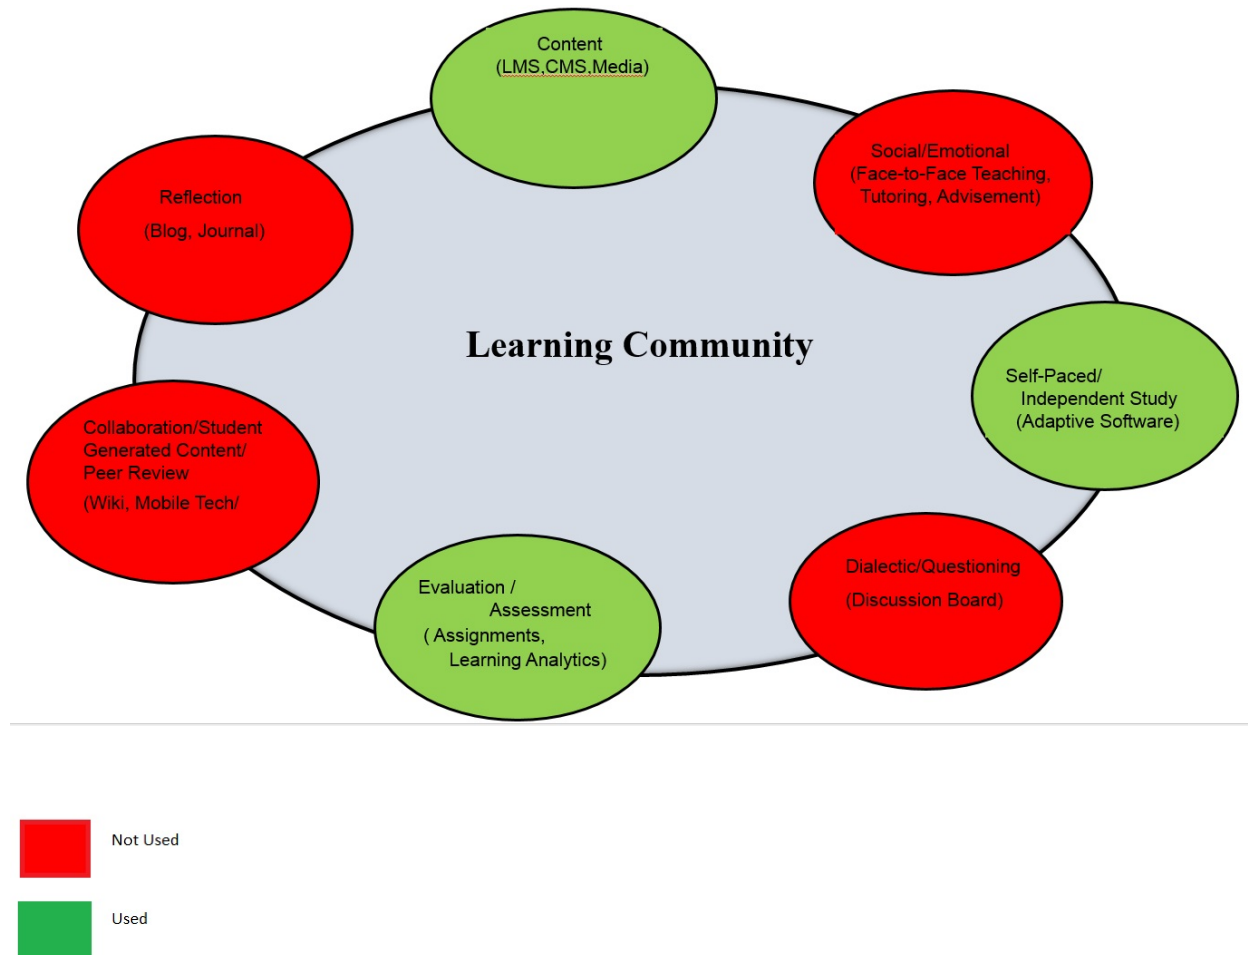 Content
(LMS,CMS,Media)
Social/Emotional
(Face-to-Face Teaching,
Tutoring, Advisement)
Reflection
(Blog, Journal)
Learning Community
Self-Paced/
Independent Study
(Adaptive Software)
Collaboration/Student
Generated Content/
Peer Review
(Wiki, Mobile Tech/
Evaluation /
Assessment
( Assignments,
Learning Analytics)
Dialectic/Questioning
(Discussion Board)
Not Used
Used